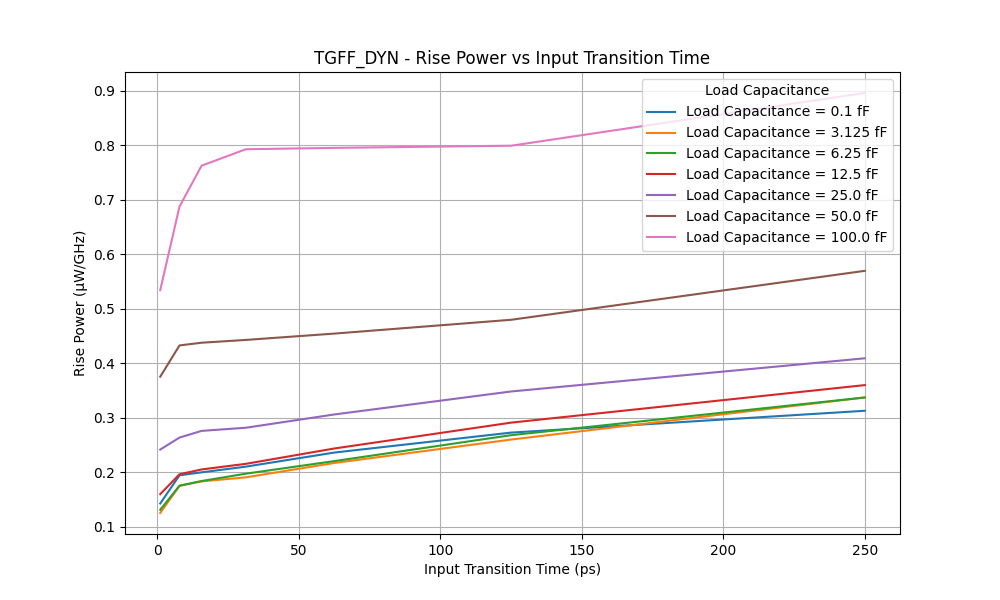 TGFF_DYN - Rise Power vs Input Transition Time
Rise Power (μW/GHz)
0.9
0.8
0.7
0.6
0.5
0.4
0.3
0.2
0.1
Load Capacitance
Load Capacitance = 0.1 fF
Load Capacitance = 3.125 fF
Load Capacitance = 6.25 fF
Load Capacitance = 12.5 fF
Load Capacitance = 25.0 fF
Load Capacitance = 50.0 fF
Load Capacitance = 100.0 fF
0 50 100 150 200 250
Input Transition Time (ps)